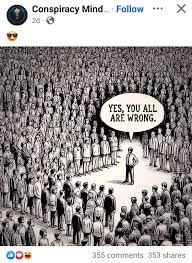 Conspiracy Mind... · Follow
2d
YES, YOU ALL
ARE WRONG.
355 comments 353 shares